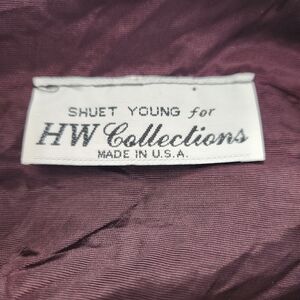 SHUET YOUNG for
HW Collections
MADE IN U.S.A.